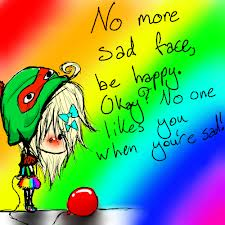 No more
sad face,
be happy.
Okay? No one
likes you
when you're sad!